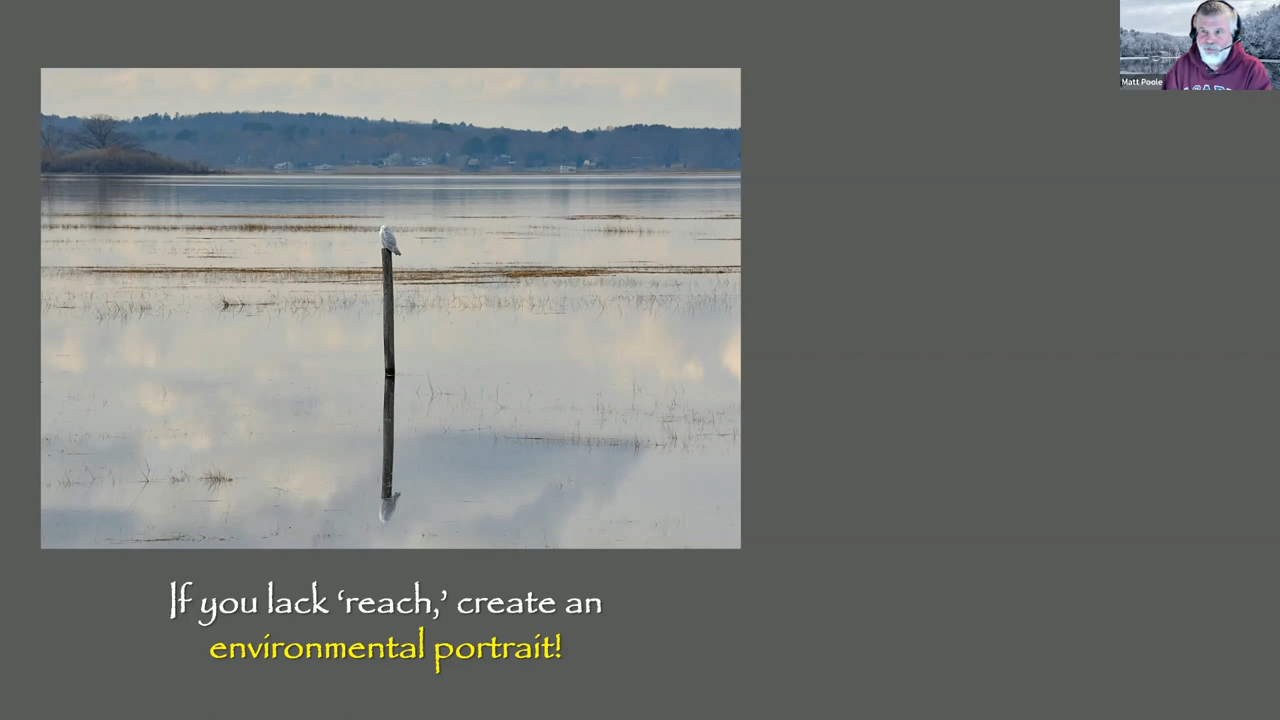 Matt Poole
If you lack ‘reach,’ create an
environmental portrait!